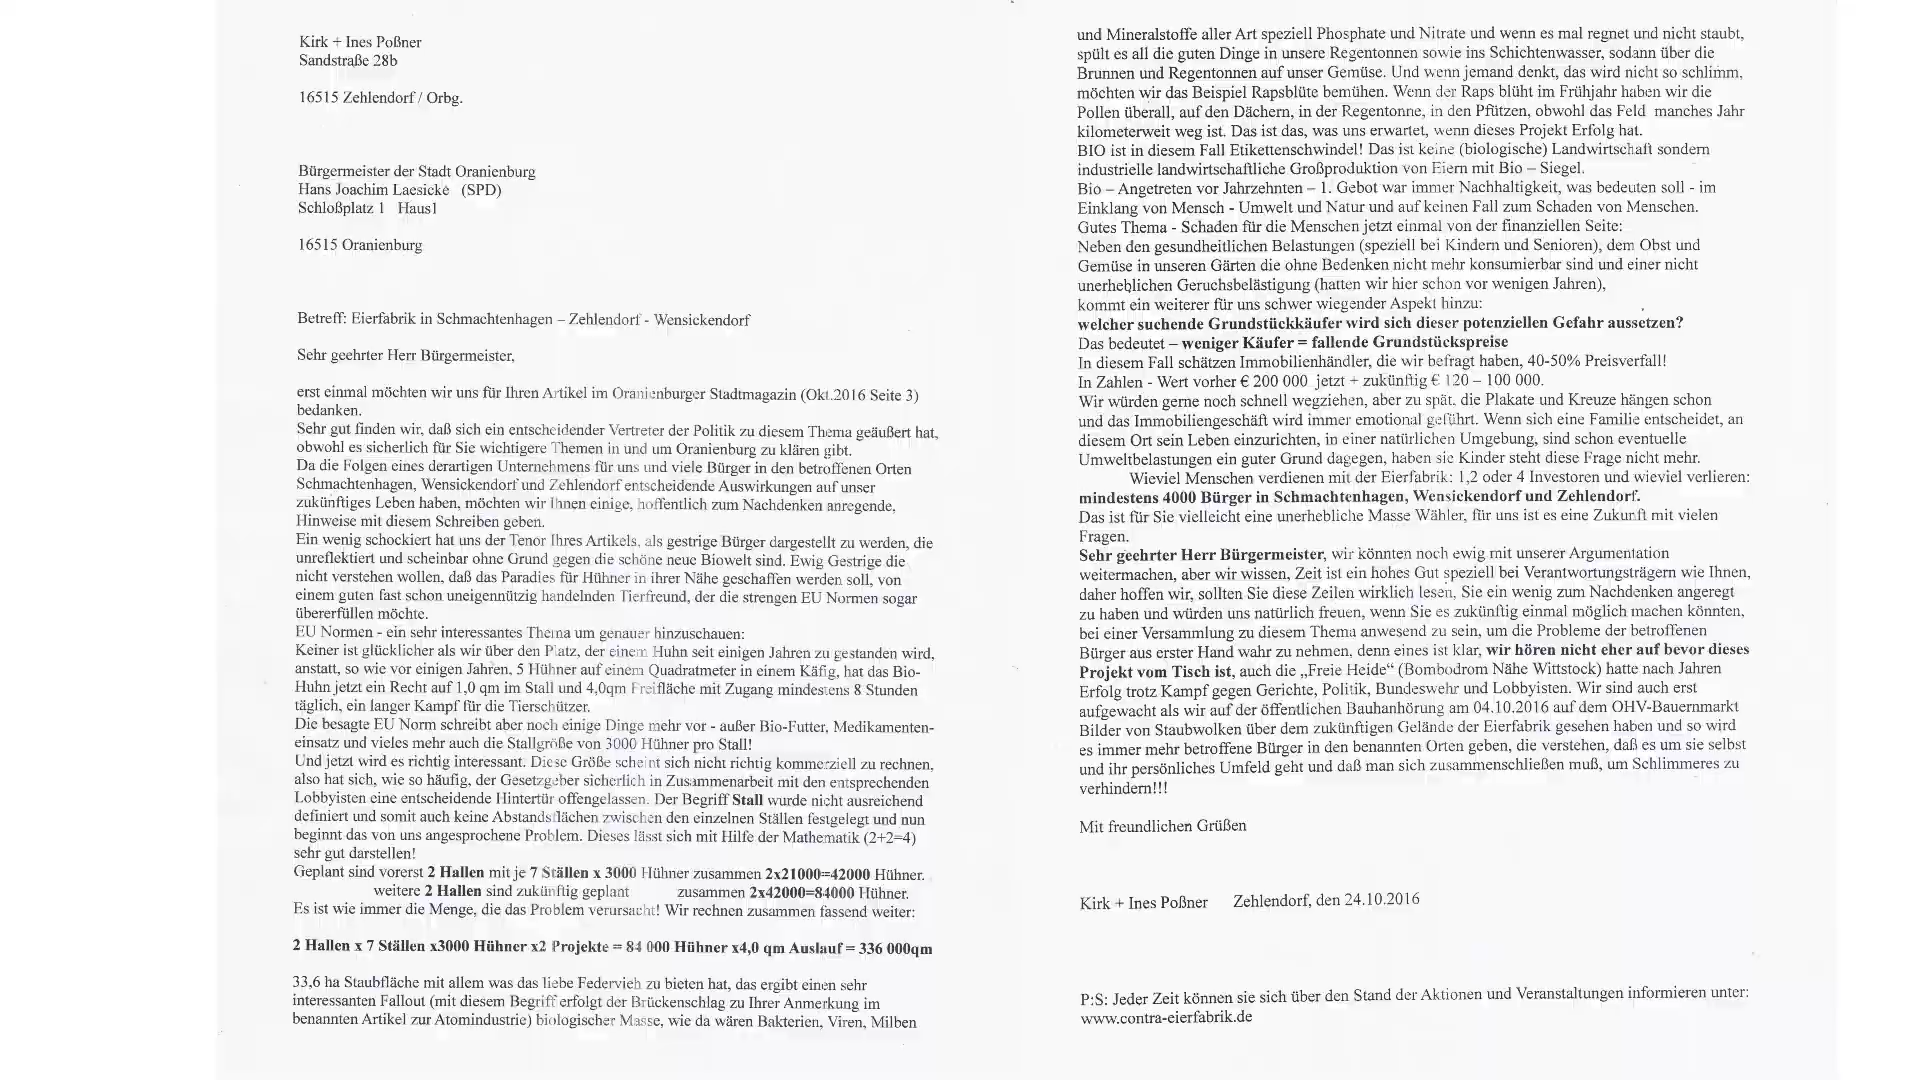 Kirk + Ines Poßner
Sandstraße 28b
16515 Zehlendorf / Orbg.
Bürgermeister der Stadt Oranienburg
Hans Joachim Laesicke (SPD)
Schloßplatz 1 Haus1
16515 Oranienburg
Betreff: Eierfabrik in Schmachtenhagen – Zehlendorf - Wensickendorf
Sehr geehrter Herr Bürgermeister,
erst einmal möchten wir uns für Ihren Artikel im Oranienburger Stadtmagazin (Okt.2016 Seite 3)
bedanken.
Sehr gut finden wir, daß sich ein entscheidender Vertreter der Politik zu diesem Thema geäußert hat,
obwohl es sicherlich für Sie wichtigere Themen in und um Oranienburg zu klären gibt.
Da die Folgen eines derartigen Unternehmens für uns und viele Bürger in den betroffenen Orten
Schmachtenhagen, Wensickendorf und Zehlendorf entscheidende Auswirkungen auf unser
zukünftiges Leben haben, möchten wir Ihnen einige, hoffentlich zum Nachdenken anregende,
Hinweise mit diesem Schreiben geben.
Ein wenig schockiert hat uns der Tenor Ihres Artikels, als gestrige Bürger dargestellt zu werden, die
unreflektiert und scheinbar ohne Grund gegen die schöne neue Biowelt sind. Ewig Gestrige die
nicht verstehen wollen, daß das Paradies für Hühner in ihrer Nähe geschaffen werden soll, von
einem guten fast schon uneigennützig handelnden Tierfreund, der die strengen EU Normen sogar
übererfüllen möchte.
EU Normen - ein sehr interessantes Thema um genauer hinzuschauen:
Keiner ist glücklicher als wir über den Platz, der einem Huhn seit einigen Jahren zu gestanden wird,
anstatt, so wie vor einigen Jahren, 5 Hühner auf einem Quadratmeter in einem Käfig, hat das Bio-
Huhn jetzt ein Recht auf 1,0 qm im Stall und 4,0qm Freifläche mit Zugang mindestens 8 Stunden
täglich, ein langer Kampf für die Tierschützer.
Die besagte EU Norm schreibt aber noch einige Dinge mehr vor - außer Bio-Futter, Medikamenten-
einsatz und vieles mehr auch die Stallgröße von 3000 Hühner pro Stall!
Und jetzt wird es richtig interessant. Diese Größe scheint sich nicht richtig kommerziell zu rechnen,
also hat sich, wie so häufig, der Gesetzgeber sicherlich in Zusammenarbeit mit den entsprechenden
Lobbyisten eine entscheidende Hintertür offengelassen. Der Begriff Stall wurde nicht ausreichend
definiert und somit auch keine Abstandsflächen zwischen den einzelnen Ställen festgelegt und nun
beginnt das von uns angesprochene Problem. Dieses lässt sich mit Hilfe der Mathematik (2+2=4)
sehr gut darstellen!
Geplant sind vorerst 2 Hallen mit je 7 Ställen x 3000 Hühner zusammen 2x21000=42000 Hühner.
weitere 2 Hallen sind zukünftig geplant zusammen 2x42000=84000 Hühner.
Es ist wie immer die Menge, die das Problem verursacht! Wir rechnen zusammen fassend weiter:
2 Hallen x 7 Ställen x3000 Hühner x2 Projekte = 84 000 Hühner x4,0 qm Auslauf = 336 000qm
33,6 ha Staubfläche mit allem was das liebe Federvieh zu bieten hat, das ergibt einen sehr
interessanten Fallout (mit diesem Begriff erfolgt der Brückenschlag zu Ihrer Anmerkung im
benannten Artikel zur Atomindustrie) biologischer Masse, wie da wären Bakterien, Viren, Milben
und Mineralstoffe aller Art speziell Phosphate und Nitrate und wenn es mal regnet und nicht staubt,
spült es all die guten Dinge in unsere Regentonnen sowie ins Schichtenwasser, sodann über die
Brunnen und Regentonnen auf unser Gemüse. Und wenn jemand denkt, das wird nicht so schlimm,
möchten wir das Beispiel Rapsblüte bemühen. Wenn der Raps blüht im Frühjahr haben wir die
Pollen überall, auf den Dächern, in der Regentonne, in den Pfützen, obwohl das Feld manches Jahr
kilometerweit weg ist. Das ist das, was uns erwartet, wenn dieses Projekt Erfolg hat.
BIO ist in diesem Fall Etikettenschwindel! Das ist keine (biologische) Landwirtschaft sondern
industrielle landwirtschaftliche Großproduktion von Eiern mit Bio – Siegel.
Bio – Angetreten vor Jahrzehnten – 1. Gebot war immer Nachhaltigkeit, was bedeuten soll - im
Einklang von Mensch - Umwelt und Natur und auf keinen Fall zum Schaden von Menschen.
Gutes Thema - Schaden für die Menschen jetzt einmal von der finanziellen Seite:
Neben den gesundheitlichen Belastungen (speziell bei Kindern und Senioren), dem Obst und
Gemüse in unseren Gärten die ohne Bedenken nicht mehr konsumierbar sind und einer nicht
unerheblichen Geruchsbelästigung (hatten wir hier schon vor wenigen Jahren),
kommt ein weiterer für uns schwer wiegender Aspekt hinzu:
welcher suchende Grundstückkäufer wird sich dieser potenziellen Gefahr aussetzen?
Das bedeutet – weniger Käufer = fallende Grundstückspreise
In diesem Fall schätzen Immobilienhändler, die wir befragt haben, 40-50% Preisverfall!
In Zahlen - Wert vorher € 200 000 jetzt + zukünftig € 120 – 100 000.
Wir würden gerne noch schnell wegziehen, aber zu spät, die Plakate und Kreuze hängen schon
und das Immobiliengeschäft wird immer emotional geführt. Wenn sich eine Familie entscheidet, an
diesem Ort sein Leben einzurichten, in einer natürlichen Umgebung, sind schon eventuelle
Umweltbelastungen ein guter Grund dagegen, haben sie Kinder steht diese Frage nicht mehr.
Wieviel Menschen verdienen mit der Eierfabrik: 1,2 oder 4 Investoren und wieviel verlieren:
mindestens 4000 Bürger in Schmachtenhagen, Wensickendorf und Zehlendorf.
Das ist für Sie vielleicht eine unerhebliche Masse Wähler, für uns ist es eine Zukunft mit vielen
Fragen.
Sehr geehrter Herr Bürgermeister, wir könnten noch ewig mit unserer Argumentation
weitermachen, aber wir wissen, Zeit ist ein hohes Gut speziell bei Verantwortungsträgern wie Ihnen,
daher hoffen wir, sollten Sie diese Zeilen wirklich lesen, Sie ein wenig zum Nachdenken angeregt
zu haben und würden uns natürlich freuen, wenn Sie es zukünftig einmal möglich machen könnten,
bei einer Versammlung zu diesem Thema anwesend zu sein, um die Probleme der betroffenen
Bürger aus erster Hand wahr zu nehmen, denn eines ist klar, wir hören nicht eher auf bevor dieses
Projekt vom Tisch ist, auch die „Freie Heide“ (Bombodrom Nähe Wittstock) hatte nach Jahren
Erfolg trotz Kampf gegen Gerichte, Politik, Bundeswehr und Lobbyisten. Wir sind auch erst
aufgewacht als wir auf der öffentlichen Bauhanhörung am 04.10.2016 auf dem OHV-Bauernmarkt
Bilder von Staubwolken über dem zukünftigen Gelände der Eierfabrik gesehen haben und so wird
es immer mehr betroffene Bürger in den benannten Orten geben, die verstehen, daß es um sie selbst
und ihr persönliches Umfeld geht und daß man sich zusammenschließen muß, um Schlimmeres zu
verhindern!!!
Mit freundlichen Grüßen
Kirk + Ines Poßner Zehlendorf, den 24.10.2016
P:S: Jeder Zeit können sie sich über den Stand der Aktionen und Veranstaltungen informieren unter:
www.contra-eierfabrik.de